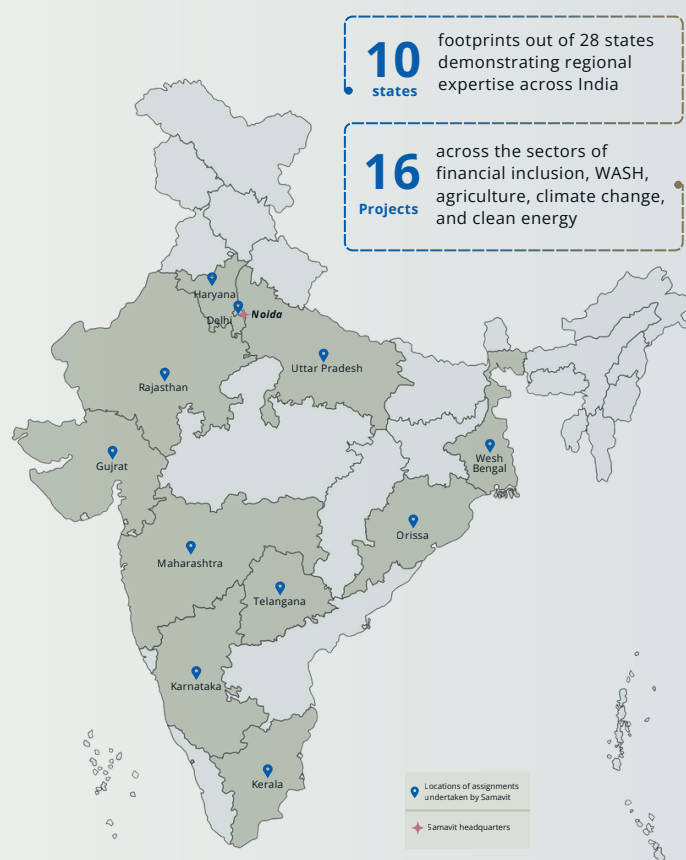 10
states
footprints out of 28 states
demonstrating regional
expertise across India
16
Projects
across the sectors of
financial inclusion, WASH,
agriculture, climate change,
and clean energy
Haryana
Delhi
Noida
Uttar Pradesh
Rajasthan
Gujrat
Wesh
Bengal
Orissa
Maharashtra
Telangana
Karnataka
Kerala
Locations of assignments
undertaken by Samavit
Samavit headquarters